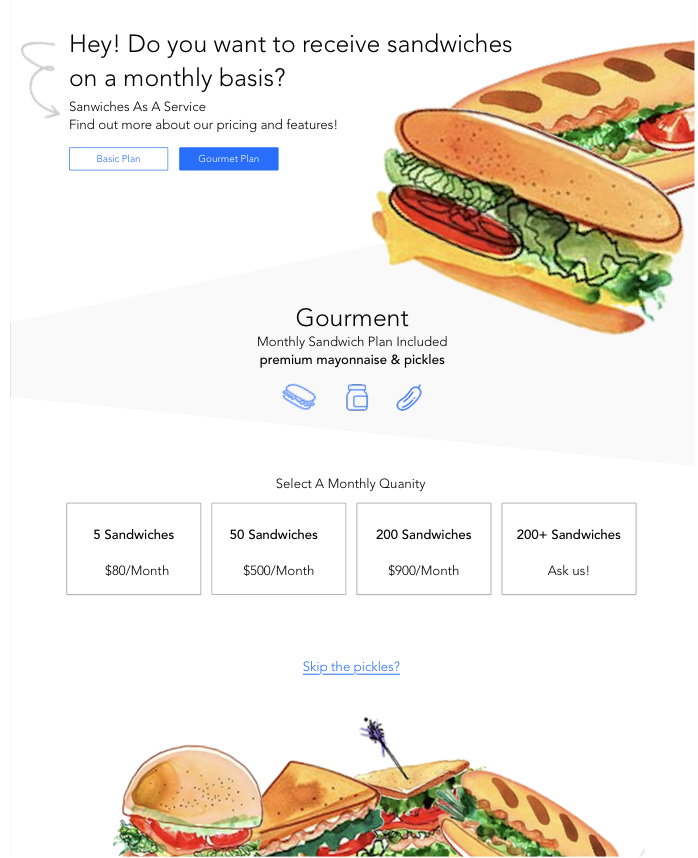 Hey! Do you want to receive sandwiches
on a monthly basis?
Sanwiches As A Service
Find out more about our pricing and features!
Basic Plan
Gourmet Plan
Gourment
Monthly Sandwich Plan Included
premium mayonnaise & pickles
Select A Monthly Quanity
5 Sandwiches
$80/Month
50 Sandwiches
$500/Month
200 Sandwiches
$900/Month
200+ Sandwiches
Ask us!
Skip the pickles?